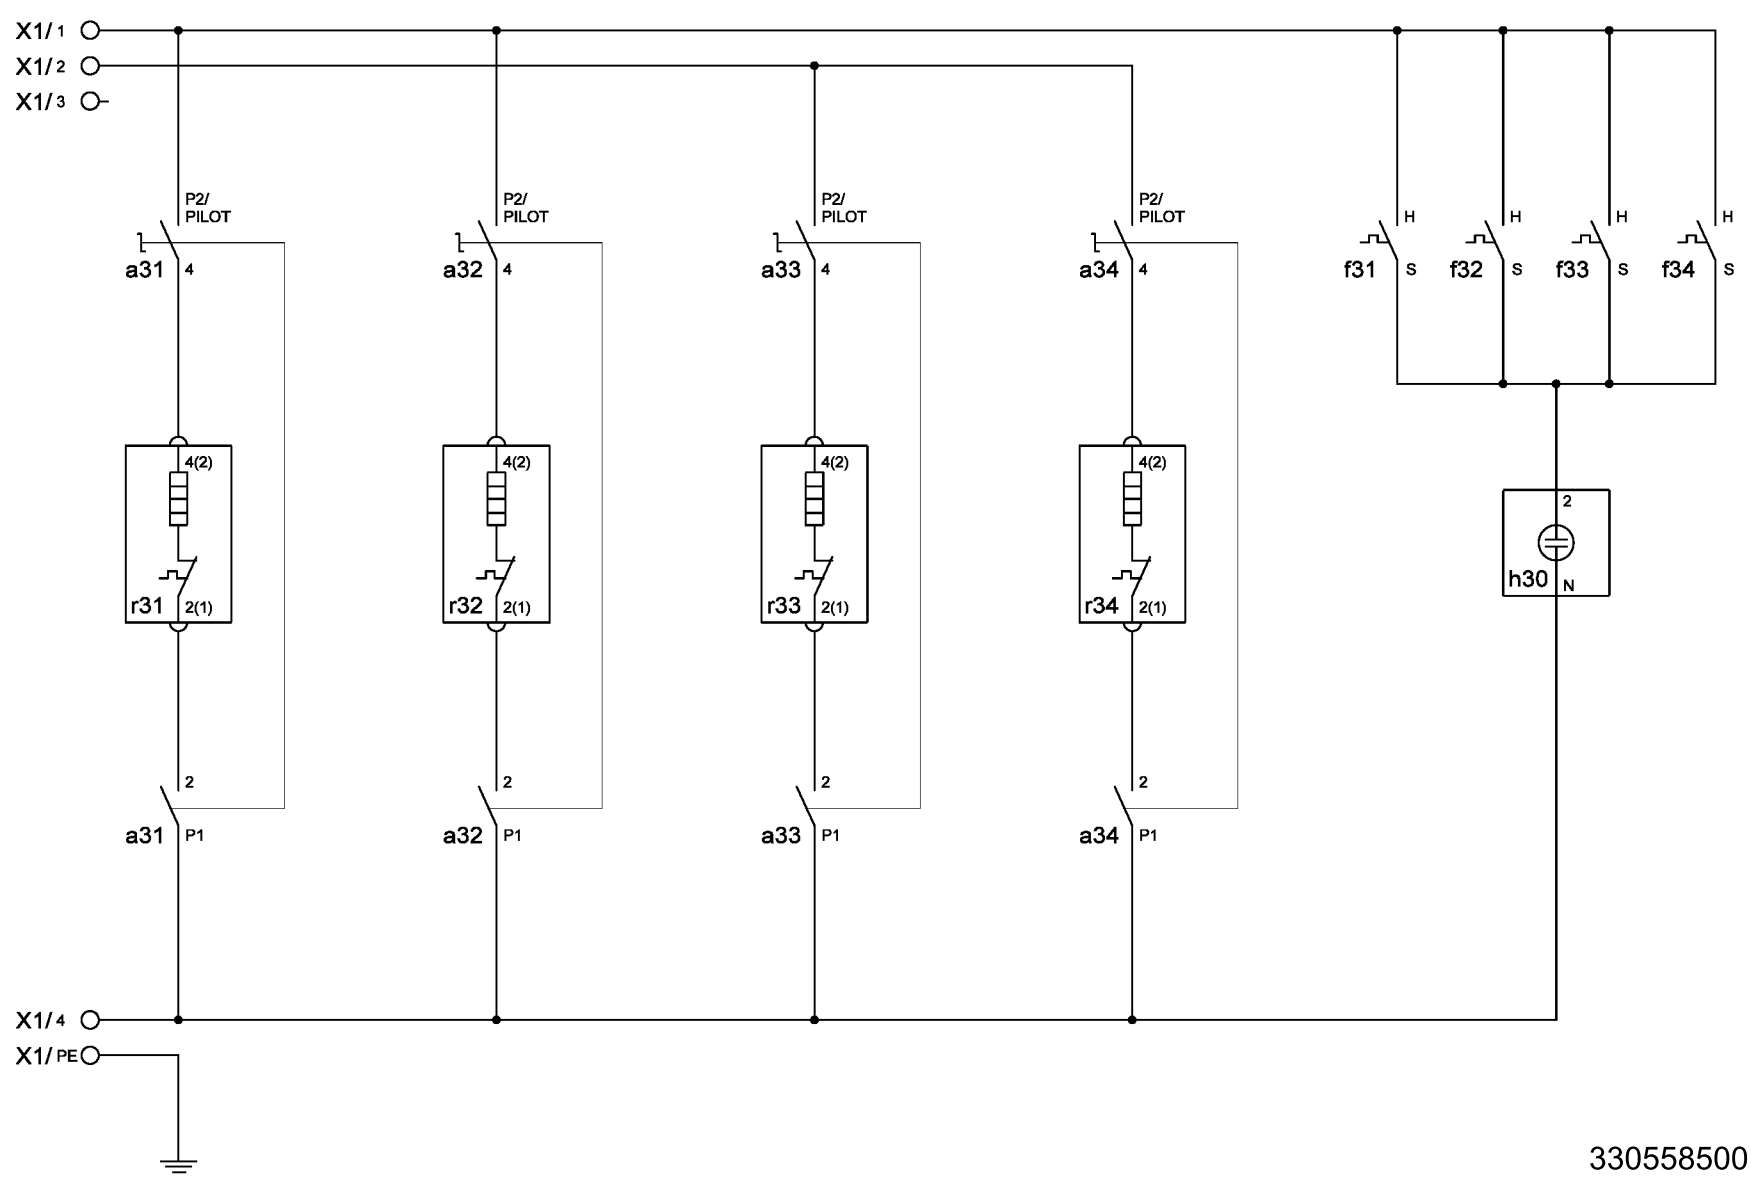 X1/ 1
X1/ 2
X1/ 3
P2/ P2/ P2/ P2/
PILOT PILOT PILOT PILOT H H H H
a31 4 a32 4 a33 4 a34 4 f31 S f32 S f33 S f34 S
4(2) 4(2) 4(2) 4(2)
2
h30 N
r31 2(1) r32 2(1) r33 2(1) r34 2(1)
2 2 2 2
a31 P1 a32 P1 a33 P1 a34 P1
X1/ 4
X1/ PE
330558500